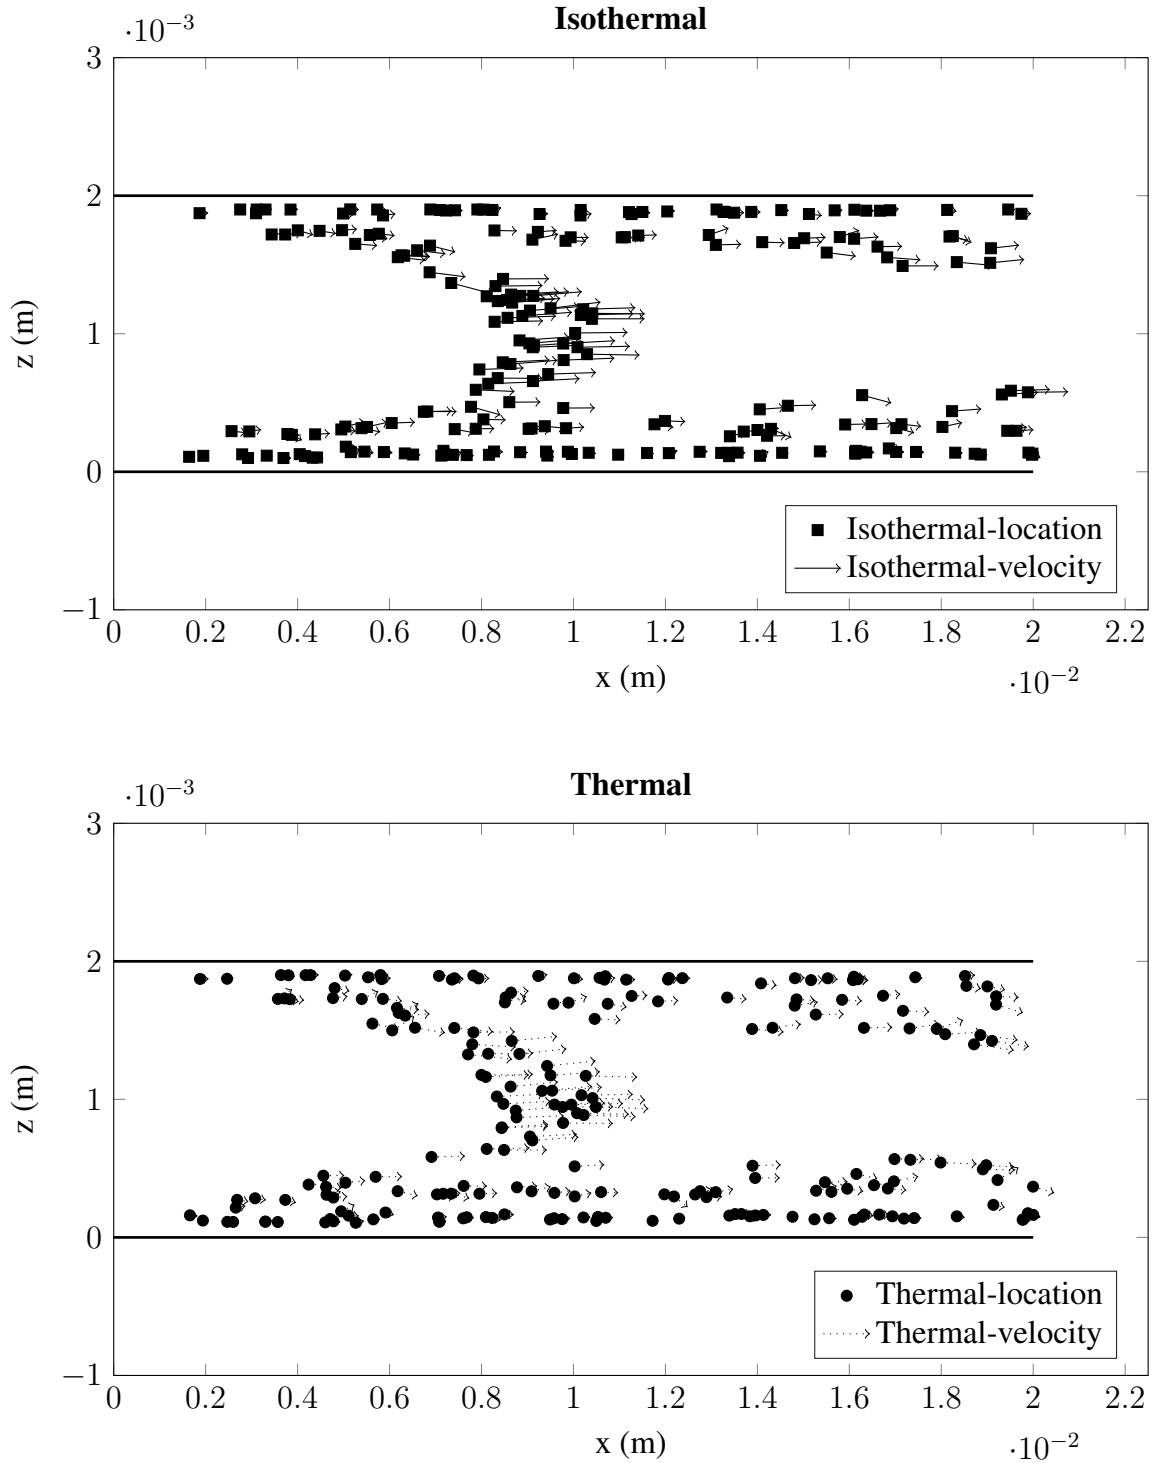 Isothermal
·10⁻³
3
2
1
0
−1
z (m)
0 0.2 0.4 0.6 0.8 1 1.2 1.4 1.6 1.8 2 2.2
x (m)
·10⁻²
Isothermal-location
Isothermal-velocity
Thermal
·10⁻³
3
2
1
0
−1
z (m)
0 0.2 0.4 0.6 0.8 1 1.2 1.4 1.6 1.8 2 2.2
x (m)
·10⁻²
Thermal-location
Thermal-velocity